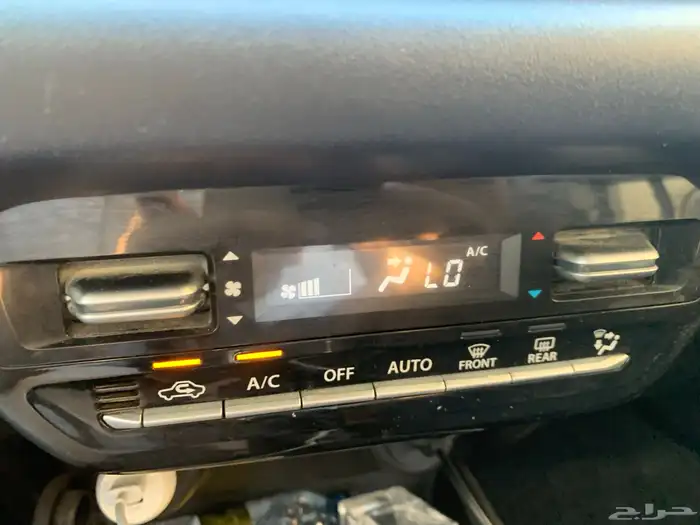 A/C
LO
A/C
OFF
AUTO
FRONT
REAR
حراج